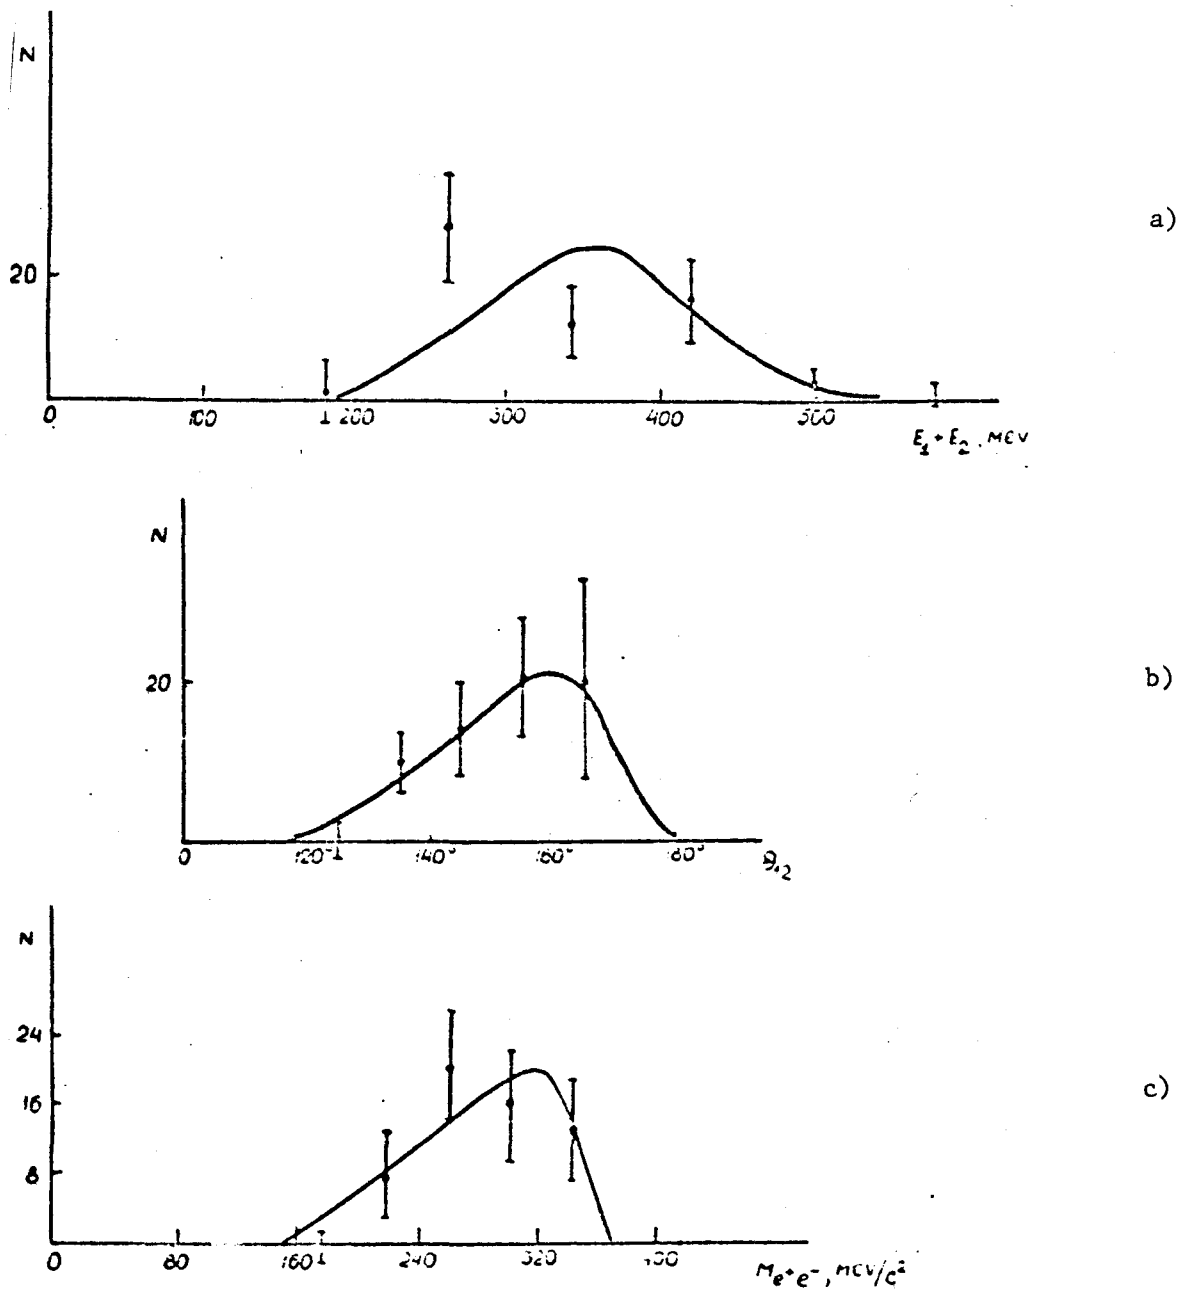 N
a)
20
0 100 200 300 400 500
E₁+E₂, MEV
N
b)
20
0 120° 140° 160° 180° θ₁₂
N
24
c)
16
8
0 80 160 240 320 400
Mₑ⁺ₑ⁻, MEV/c²